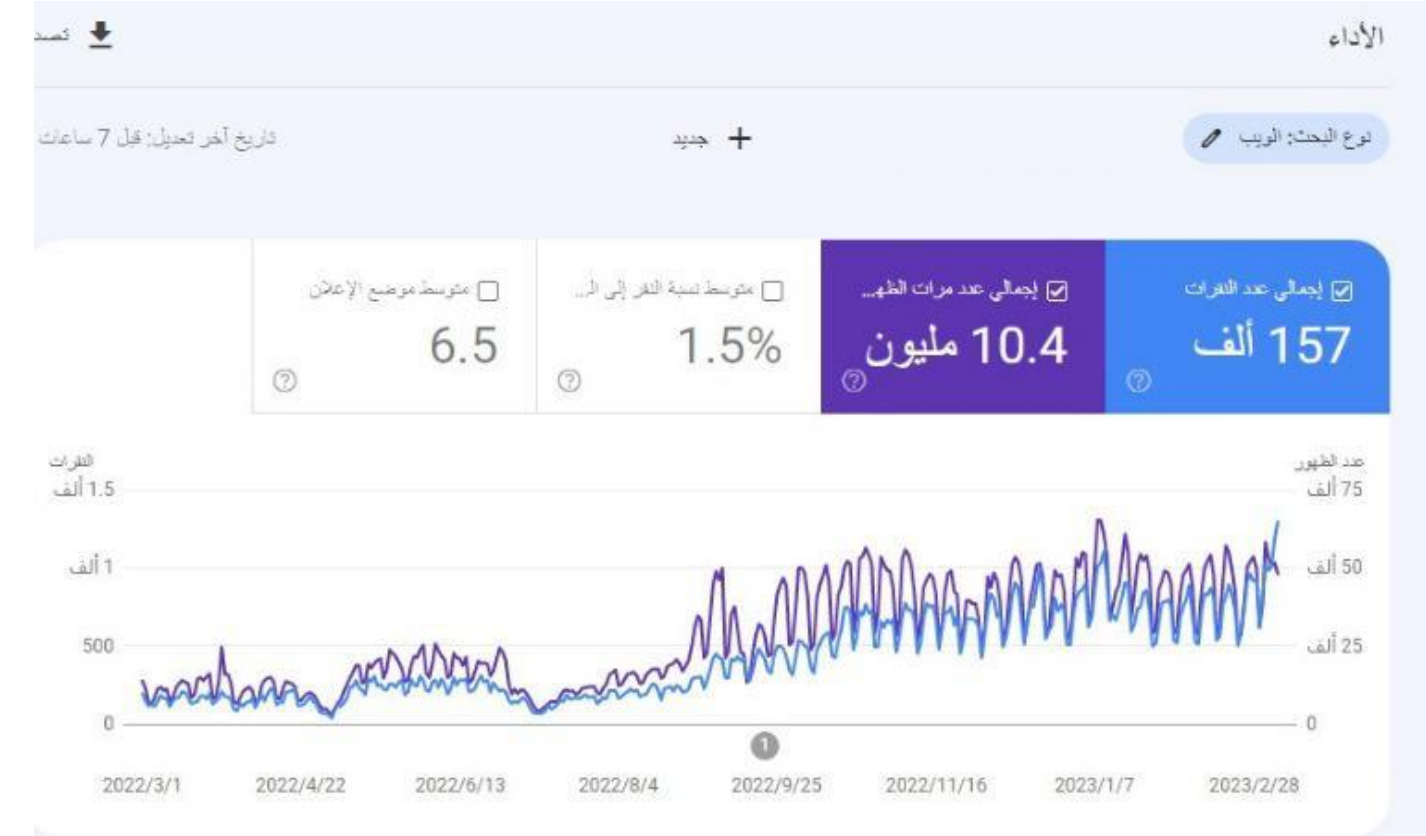 الأداء
تصد
نوع البحث: الويب
+ جديد
تاريخ آخر تعديل: قبل 7 ساعات
إجمالي عدد النقرات
157 ألف
إجمالي عدد مرات الظهـ...
10.4 مليون
متوسط نسبة النقر إلى الـ...
1.5%
متوسط موضع الإعلان
6.5
عدد الظهور
75 ألف
50 ألف
25 ألف
0
النقرات
1.5 ألف
1 ألف
500
0
1
2022/3/1
2022/4/22
2022/6/13
2022/8/4
2022/9/25
2022/11/16
2023/1/7
2023/2/28